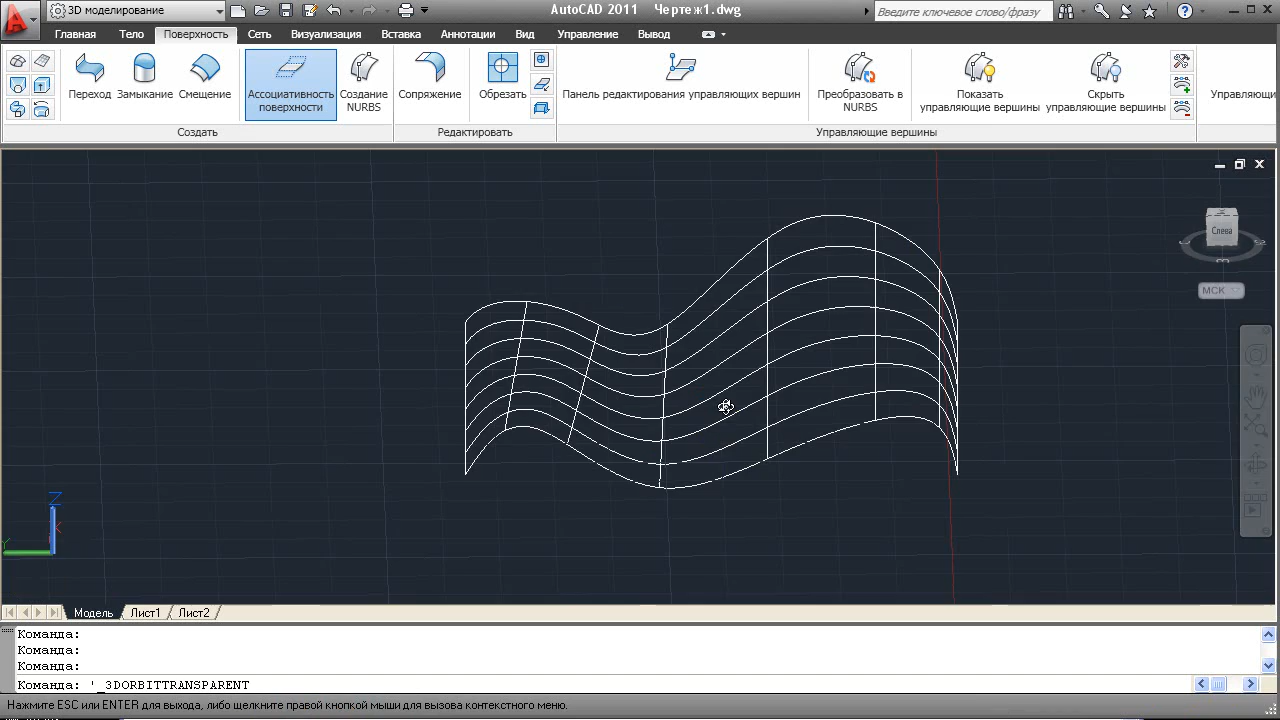 3D моделирование
AutoCAD 2011 Чертеж1.dwg
Введите ключевое слово/фразу
Главная Тело Поверхность Сеть Визуализация Вставка Аннотации Вид Управление Вывод
Переход Замыкание Смещение Ассоциативность поверхности Создание NURBS Сопряжение Обрезать Панель редактирования управляющих вершин Преобразовать в NURBS Показать управляющие вершины Скрыть управляющие вершины Управляющи
Создать Редактировать Управляющие вершины
Слева
МСК
Z
Y
Модель Лист1 Лист2
Команда:
Команда:
Команда:
Команда: '_3DORBITTRANSPARENT
Нажмите ESC или ENTER для выхода, либо щелкните правой кнопкой мыши для вызова контекстного меню.